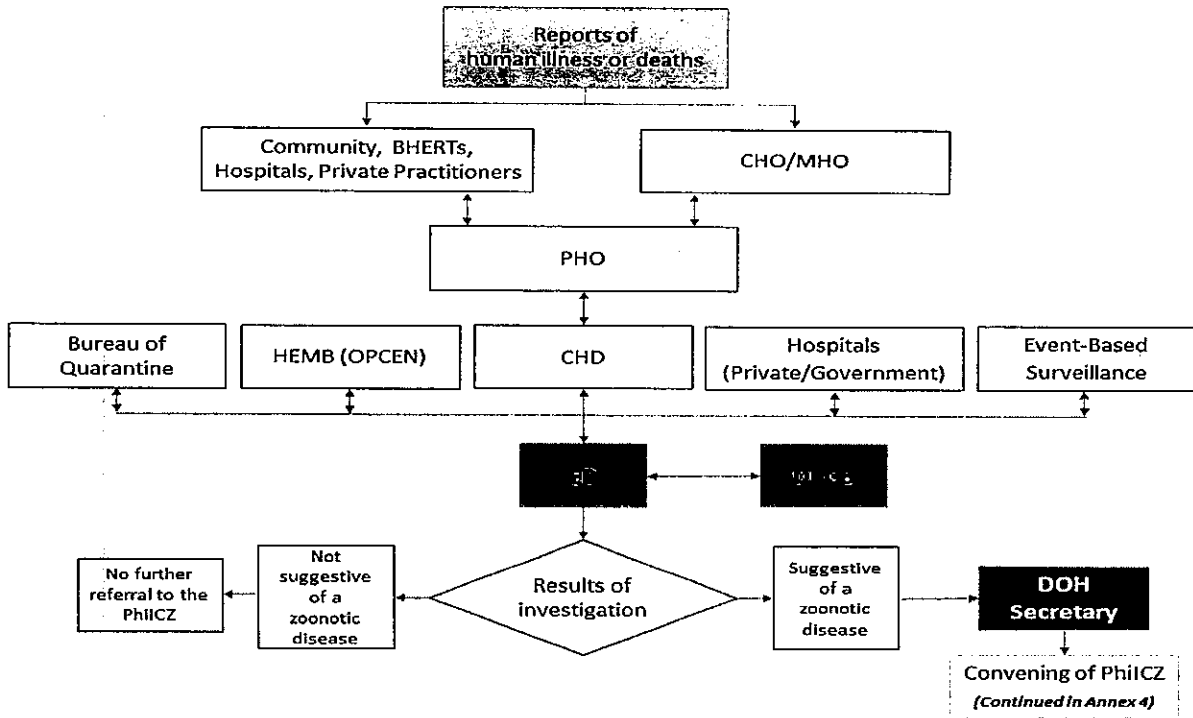 Reports of
human illness or deaths
Community, BHERTs,
Hospitals, Private Practitioners
CHO/MHO
PHO
Bureau of
Quarantine
HEMB (OPCEN)
CHD
Hospitals
(Private/Government)
Event-Based
Surveillance
No further
referral to the
PhilICZ
Not
suggestive
of a
zoonotic
disease
Results of
investigation
Suggestive
of a
zoonotic
disease
DOH
Secretary
Convening of PhilICZ
(Continued in Annex 4)